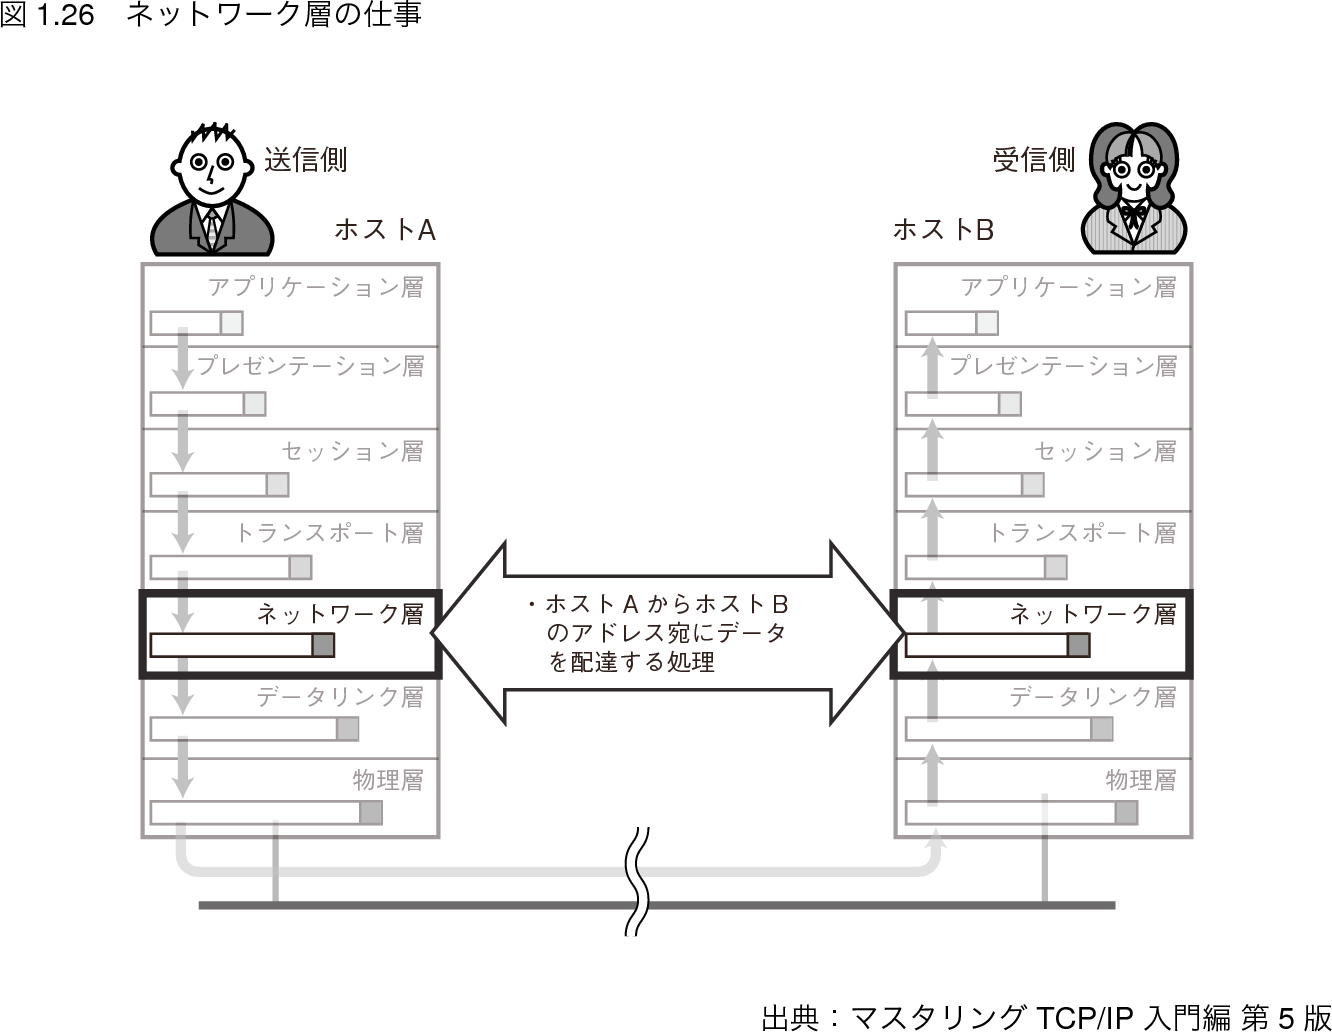 図 1.26　ネットワーク層の仕事
送信側
受信側
ホストA
ホストB
アプリケーション層
プレゼンテーション層
セッション層
トランスポート層
ネットワーク層
データリンク層
物理層
・ホスト A からホスト B
のアドレス宛にデータ
を配達する処理
アプリケーション層
プレゼンテーション層
セッション層
トランスポート層
ネットワーク層
データリンク層
物理層
出典：マスタリング TCP/IP 入門編 第 5 版